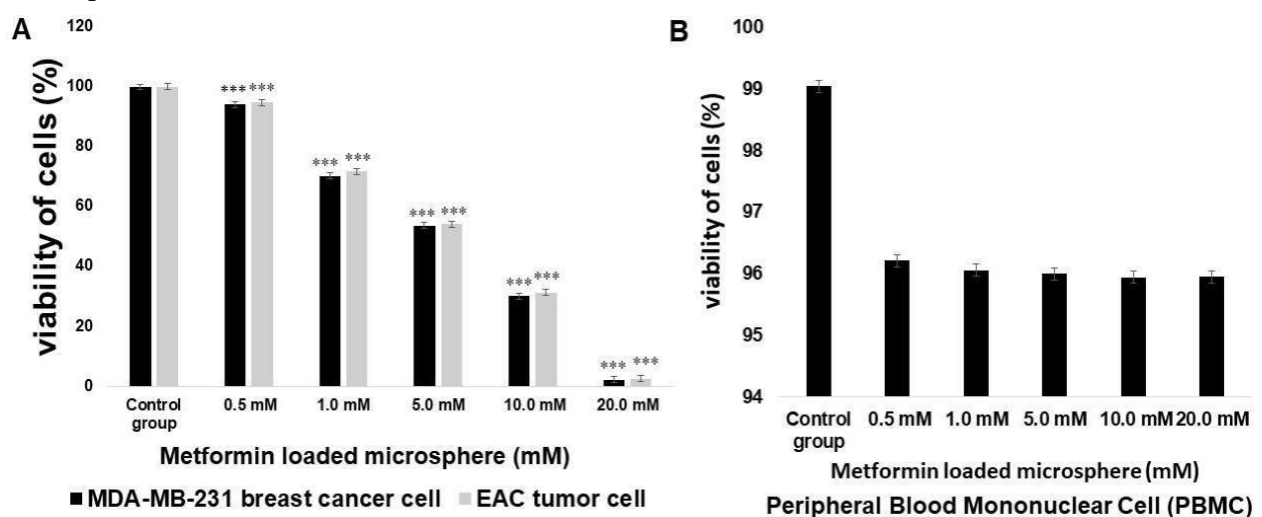 A
viability of cells (%)
120
100
80
60
40
20
0
*** ***
*** ***
*** ***
*** ***
*** ***
Control group
0.5 mM
1.0 mM
5.0 mM
10.0 mM
20.0 mM
Metformin loaded microsphere (mM)
MDA-MB-231 breast cancer cell
EAC tumor cell
B
viability of cells (%)
100
99
98
97
96
95
94
Control
group
0.5 mM
1.0 mM
5.0 mM
10.0 mM
20.0 mM
Metformin loaded microsphere (mM)
Peripheral Blood Mononuclear Cell (PBMC)